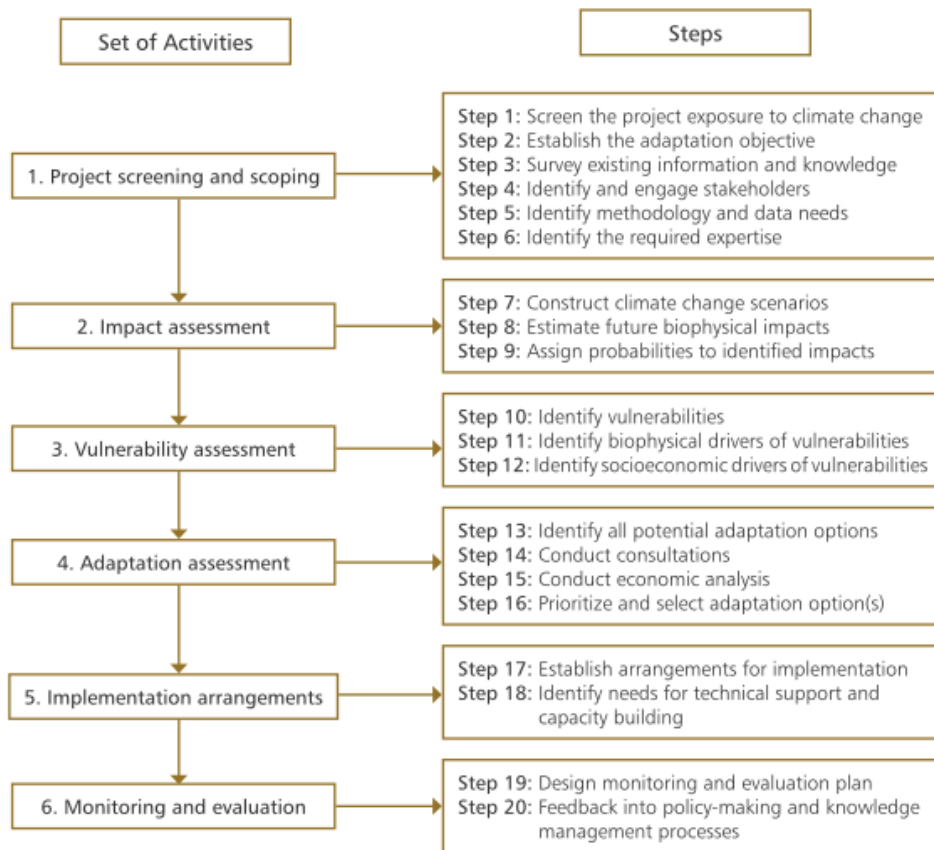 Set of Activities
Steps
1. Project screening and scoping
Step 1: Screen the project exposure to climate change
Step 2: Establish the adaptation objective
Step 3: Survey existing information and knowledge
Step 4: Identify and engage stakeholders
Step 5: Identify methodology and data needs
Step 6: Identify the required expertise
2. Impact assessment
Step 7: Construct climate change scenarios
Step 8: Estimate future biophysical impacts
Step 9: Assign probabilities to identified impacts
3. Vulnerability assessment
Step 10: Identify vulnerabilities
Step 11: Identify biophysical drivers of vulnerabilities
Step 12: Identify socioeconomic drivers of vulnerabilities
4. Adaptation assessment
Step 13: Identify all potential adaptation options
Step 14: Conduct consultations
Step 15: Conduct economic analysis
Step 16: Prioritize and select adaptation option(s)
5. Implementation arrangements
Step 17: Establish arrangements for implementation
Step 18: Identify needs for technical support and
capacity building
6. Monitoring and evaluation
Step 19: Design monitoring and evaluation plan
Step 20: Feedback into policy-making and knowledge
management processes